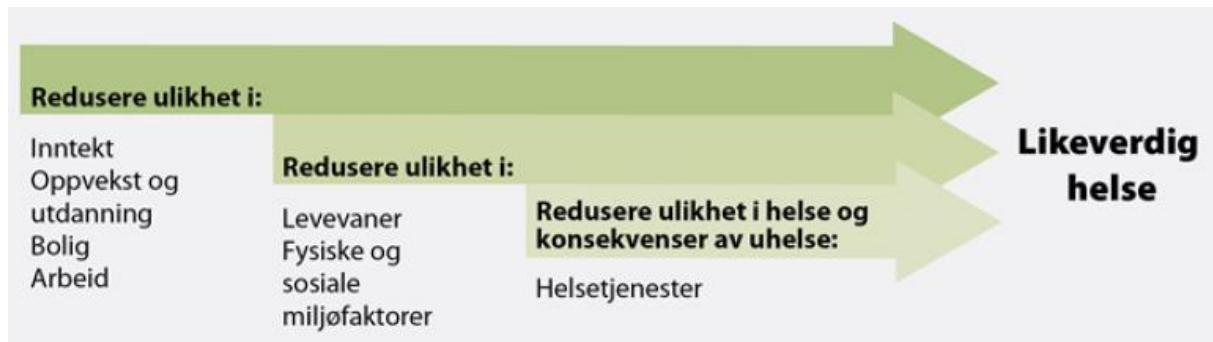 Redusere ulikhet i:
Inntekt
Oppvekst og
utdanning
Bolig
Arbeid
Redusere ulikhet i:
Levevaner
Fysiske og
sosiale
miljøfaktorer
Redusere ulikhet i helse og
konsekvenser av uhelse:
Helsetjenester
Likeverdig
helse